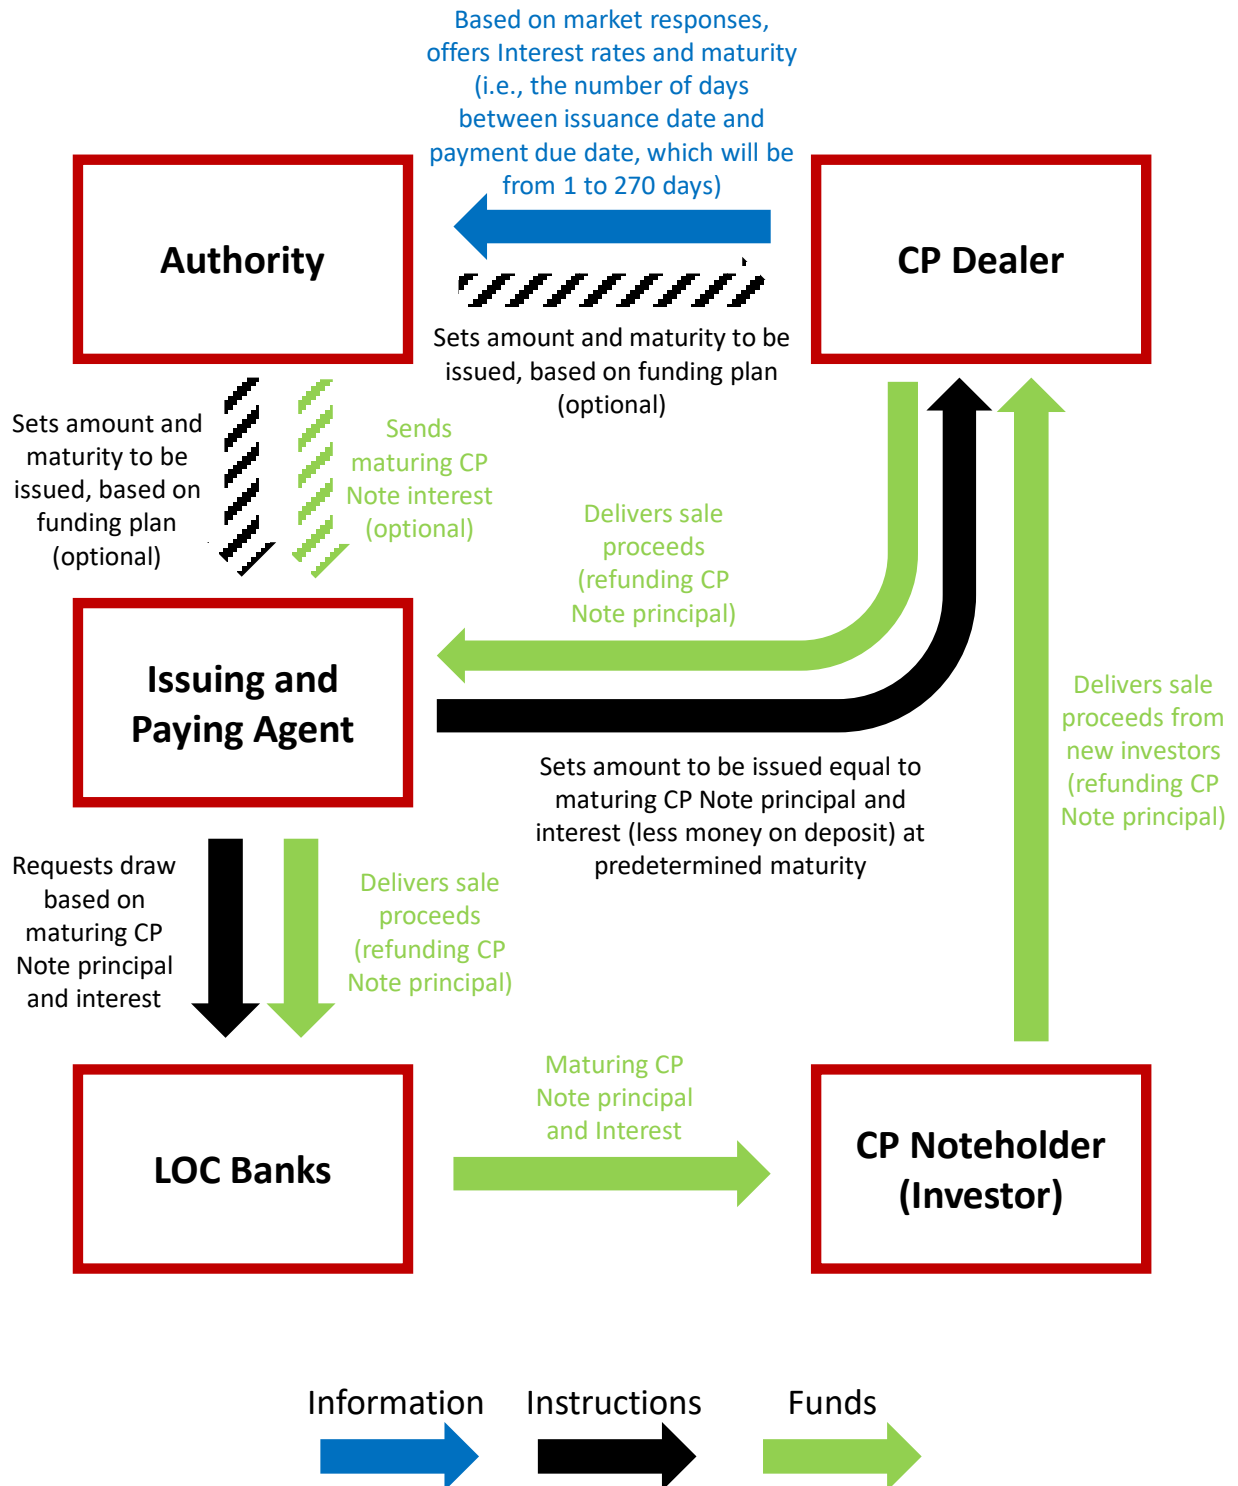 Based on market responses,
offers Interest rates and maturity
(i.e., the number of days
between issuance date and
payment due date, which will be
from 1 to 270 days)
Authority
CP Dealer
Sets amount and maturity to be
issued, based on funding plan
(optional)
Sets amount and
maturity to be
issued, based on
funding plan
(optional)
Sends
maturing CP
Note interest
(optional)
Delivers sale
proceeds
(refunding CP
Note principal)
Issuing and
Paying Agent
Delivers sale
proceeds from
new investors
(refunding CP
Note principal)
Sets amount to be issued equal to
maturing CP Note principal and
interest (less money on deposit) at
predetermined maturity
Requests draw
based on
maturing CP
Note principal
and interest
Delivers sale
proceeds
(refunding CP
Note principal)
Maturing CP
Note principal
and Interest
LOC Banks
CP Noteholder
(Investor)
Information
Instructions
Funds